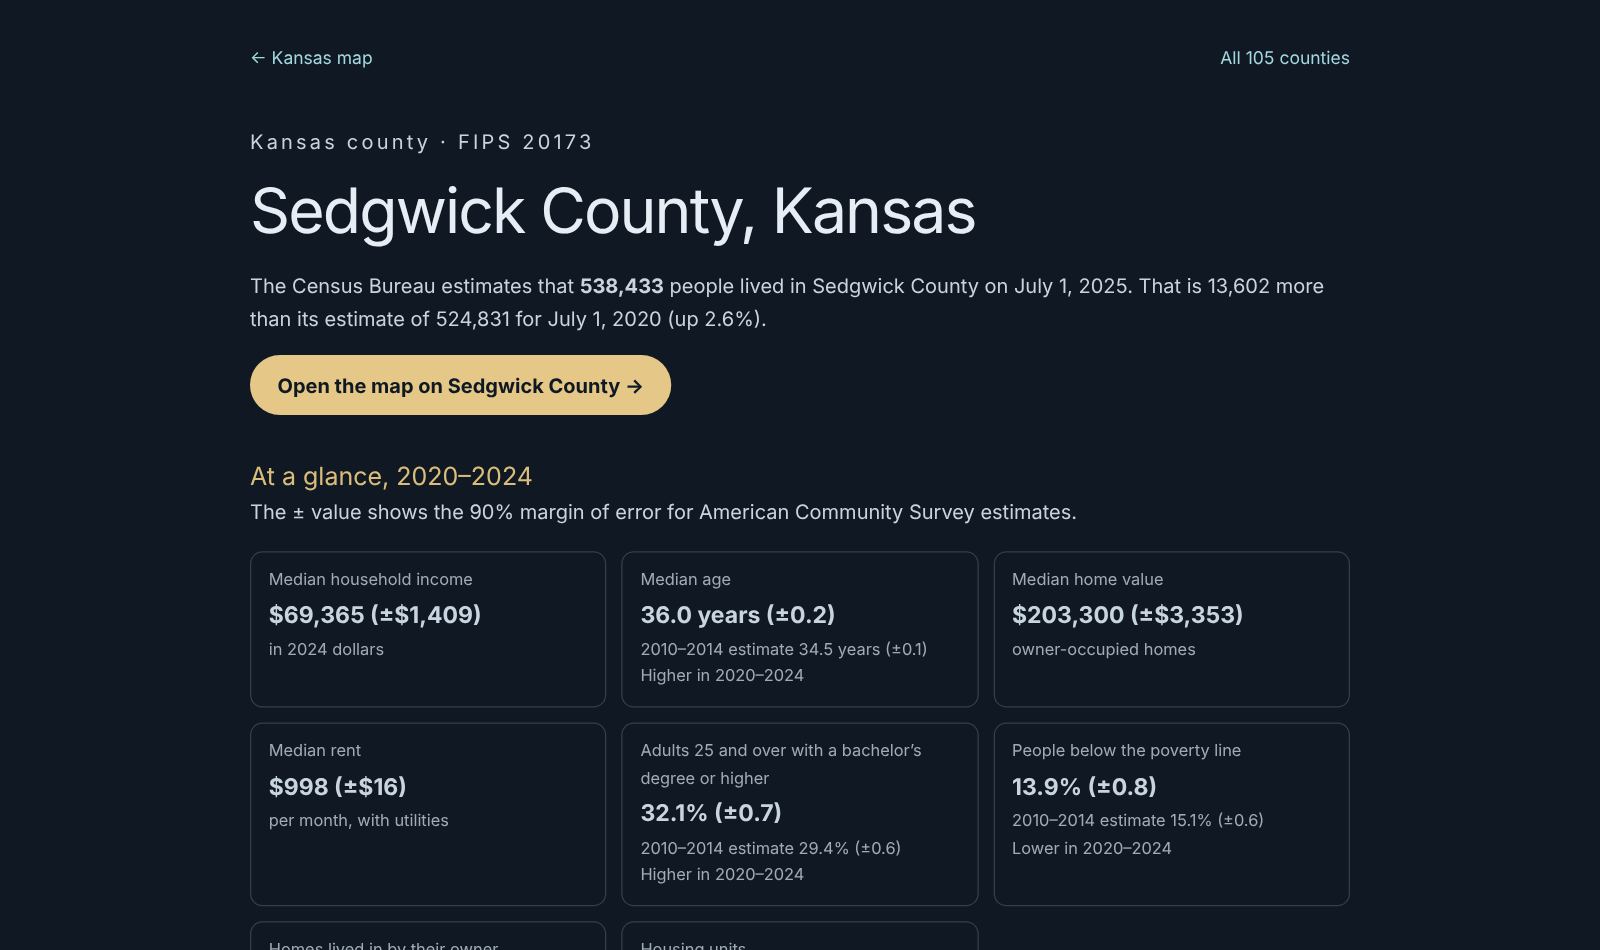 ← Kansas map
All 105 counties
Kansas county · FIPS 20173
Sedgwick County, Kansas
The Census Bureau estimates that 538,433 people lived in Sedgwick County on July 1, 2025. That is 13,602 more
than its estimate of 524,831 for July 1, 2020 (up 2.6%).
Open the map on Sedgwick County →
At a glance, 2020–2024
The ± value shows the 90% margin of error for American Community Survey estimates.
Median household income
$69,365 (±$1,409)
in 2024 dollars
Median age
36.0 years (±0.2)
2010–2014 estimate 34.5 years (±0.1)
Higher in 2020–2024
Median home value
$203,300 (±$3,353)
owner-occupied homes
Median rent
$998 (±$16)
per month, with utilities
Adults 25 and over with a bachelor’s
degree or higher
32.1% (±0.7)
2010–2014 estimate 29.4% (±0.6)
Higher in 2020–2024
People below the poverty line
13.9% (±0.8)
2010–2014 estimate 15.1% (±0.6)
Lower in 2020–2024
Homes lived in by their owner
Housing units